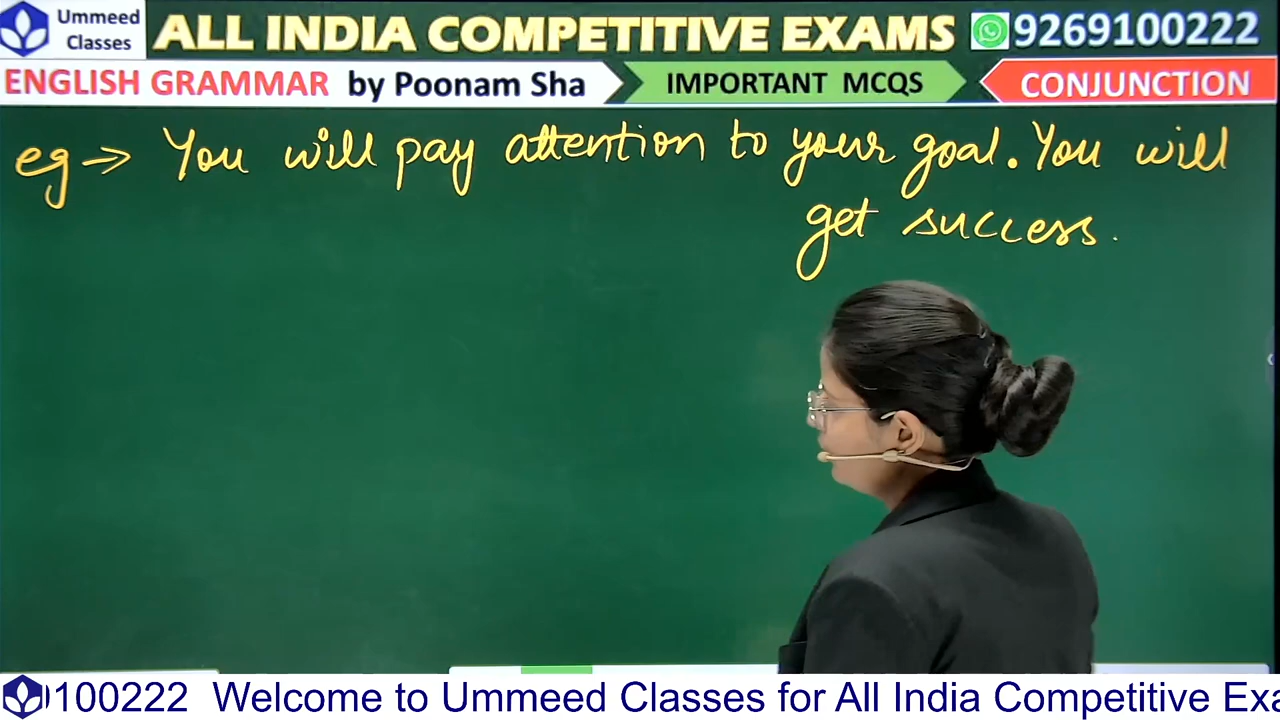 Ummeed
Classes
ALL INDIA COMPETITIVE EXAMS
9269100222
ENGLISH GRAMMAR by Poonam Sha
IMPORTANT MCQS
CONJUNCTION
eg → You will pay attention to your goal. You will
get success.
100222 Welcome to Ummeed Classes for All India Competitive Exa